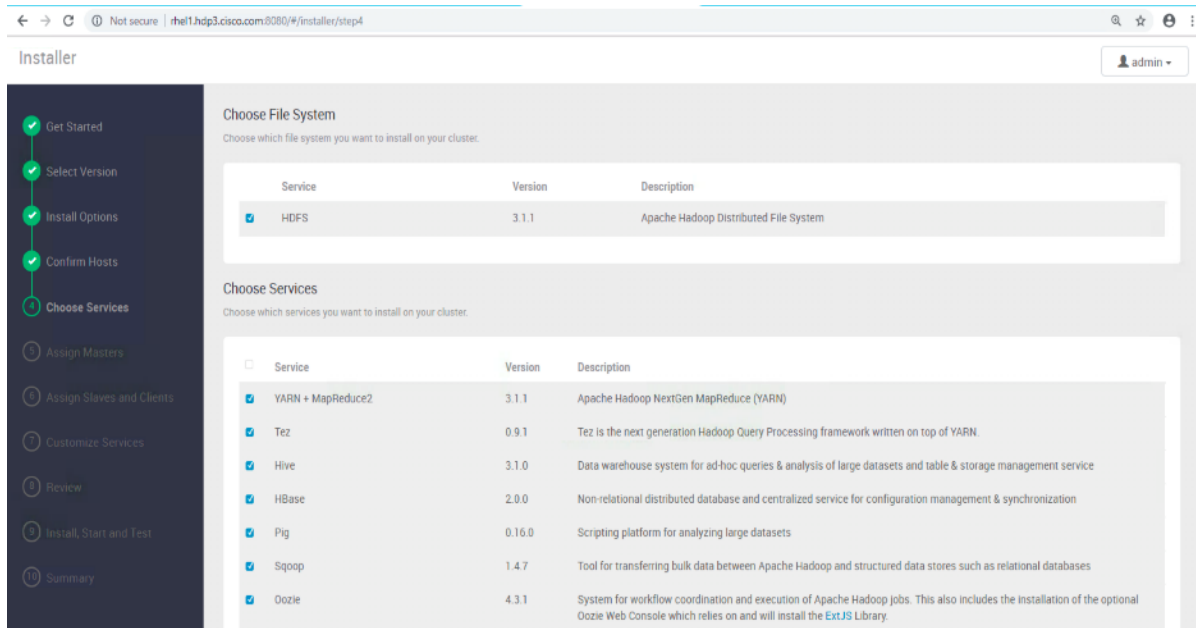 Not secure | rhel1.hdp3.cisco.com:8080/#/installer/step4
Installer
admin
Get Started
Select Version
Install Options
Confirm Hosts
4 Choose Services
5 Assign Masters
6 Assign Slaves and Clients
7 Customize Services
8 Review
9 Install, Start and Test
10 Summary
Choose File System
Choose which file system you want to install on your cluster.
Service Version Description
HDFS 3.1.1 Apache Hadoop Distributed File System
Choose Services
Choose which services you want to install on your cluster.
Service Version Description
YARN + MapReduce2 3.1.1 Apache Hadoop NextGen MapReduce (YARN)
Tez 0.9.1 Tez is the next generation Hadoop Query Processing framework written on top of YARN.
Hive 3.1.0 Data warehouse system for ad-hoc queries & analysis of large datasets and table & storage management service
HBase 2.0.0 Non-relational distributed database and centralized service for configuration management & synchronization
Pig 0.16.0 Scripting platform for analyzing large datasets
Sqoop 1.4.7 Tool for transferring bulk data between Apache Hadoop and structured data stores such as relational databases
Oozie 4.3.1 System for workflow coordination and execution of Apache Hadoop jobs. This also includes the installation of the optional
Oozie Web Console which relies on and will install the ExtJS Library.